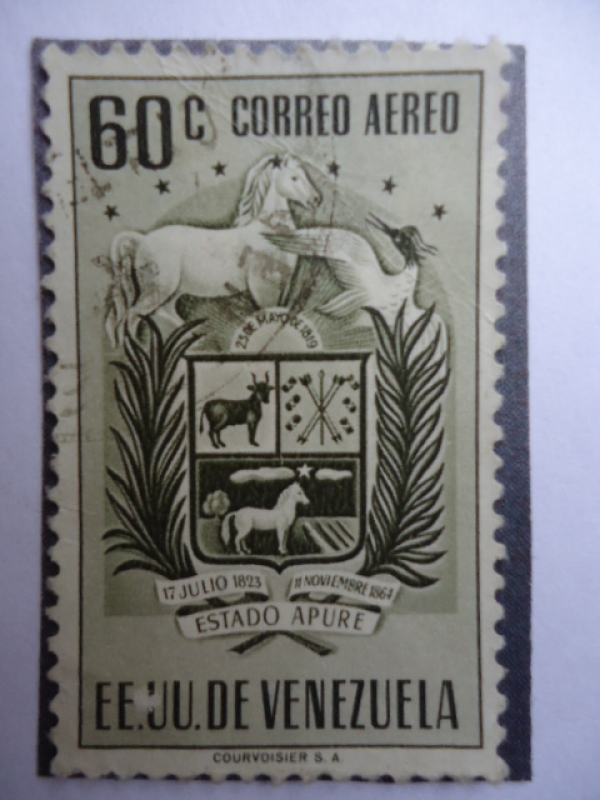 60 C CORREO AEREO
23 DE MAYO DE 1819
17 JULIO 1823 11 NOVIEMBRE 1864
ESTADO APURE
EE.UU. DE VENEZUELA
COURVOISIER S. A.